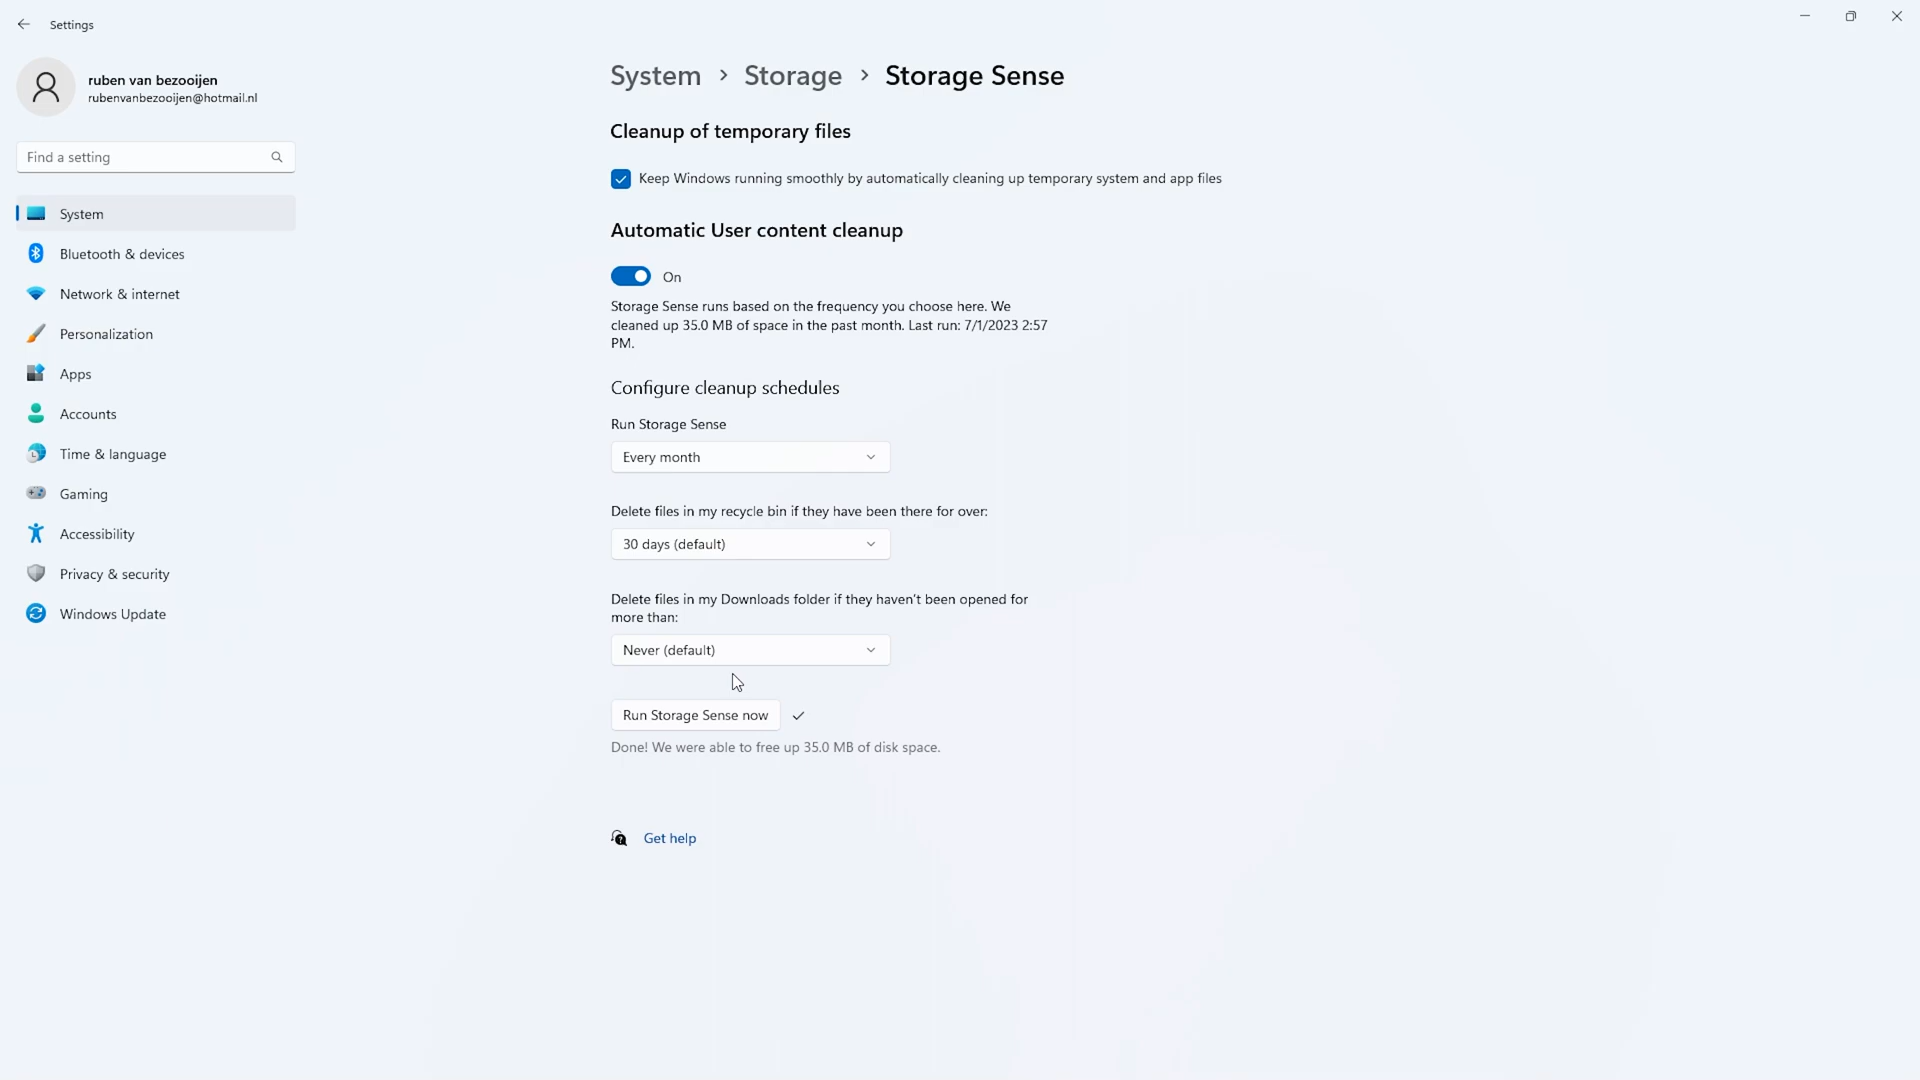 Settings
ruben van bezooijen
rubenvanbezooijen@hotmail.nl
Find a setting
System
Bluetooth & devices
Network & internet
Personalization
Apps
Accounts
Time & language
Gaming
Accessibility
Privacy & security
Windows Update
System > Storage > Storage Sense
Cleanup of temporary files
Keep Windows running smoothly by automatically cleaning up temporary system and app files
Automatic User content cleanup
On
Storage Sense runs based on the frequency you choose here. We
cleaned up 35.0 MB of space in the past month. Last run: 7/1/2023 2:57
PM.
Configure cleanup schedules
Run Storage Sense
Every month
Delete files in my recycle bin if they have been there for over:
30 days (default)
Delete files in my Downloads folder if they haven't been opened for
more than:
Never (default)
Run Storage Sense now
Done! We were able to free up 35.0 MB of disk space.
Get help